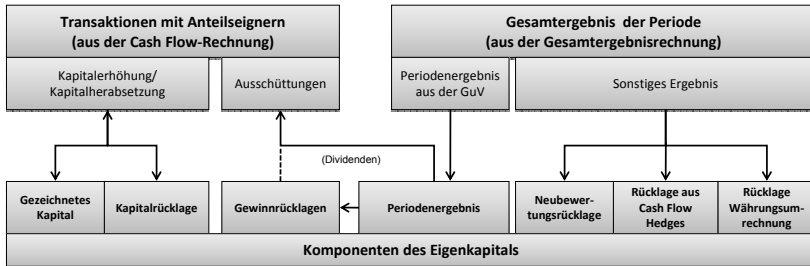 Transaktionen mit Anteilseignern
(aus der Cash Flow-Rechnung)
Gesamtergebnis der Periode
(aus der Gesamtergebnisrechnung)
Kapitalerhöhung/
Kapitalherabsetzung
Ausschüttungen
Periodenergebnis
aus der GuV
Sonstiges Ergebnis
(Dividenden)
Gezeichnetes
Kapital
Kapitalrücklage
Gewinnrücklagen
Periodenergebnis
Neubewer-
tungsrücklage
Rücklage aus
Cash Flow
Hedges
Rücklage
Währungsum-
rechnung
Komponenten des Eigenkapitals